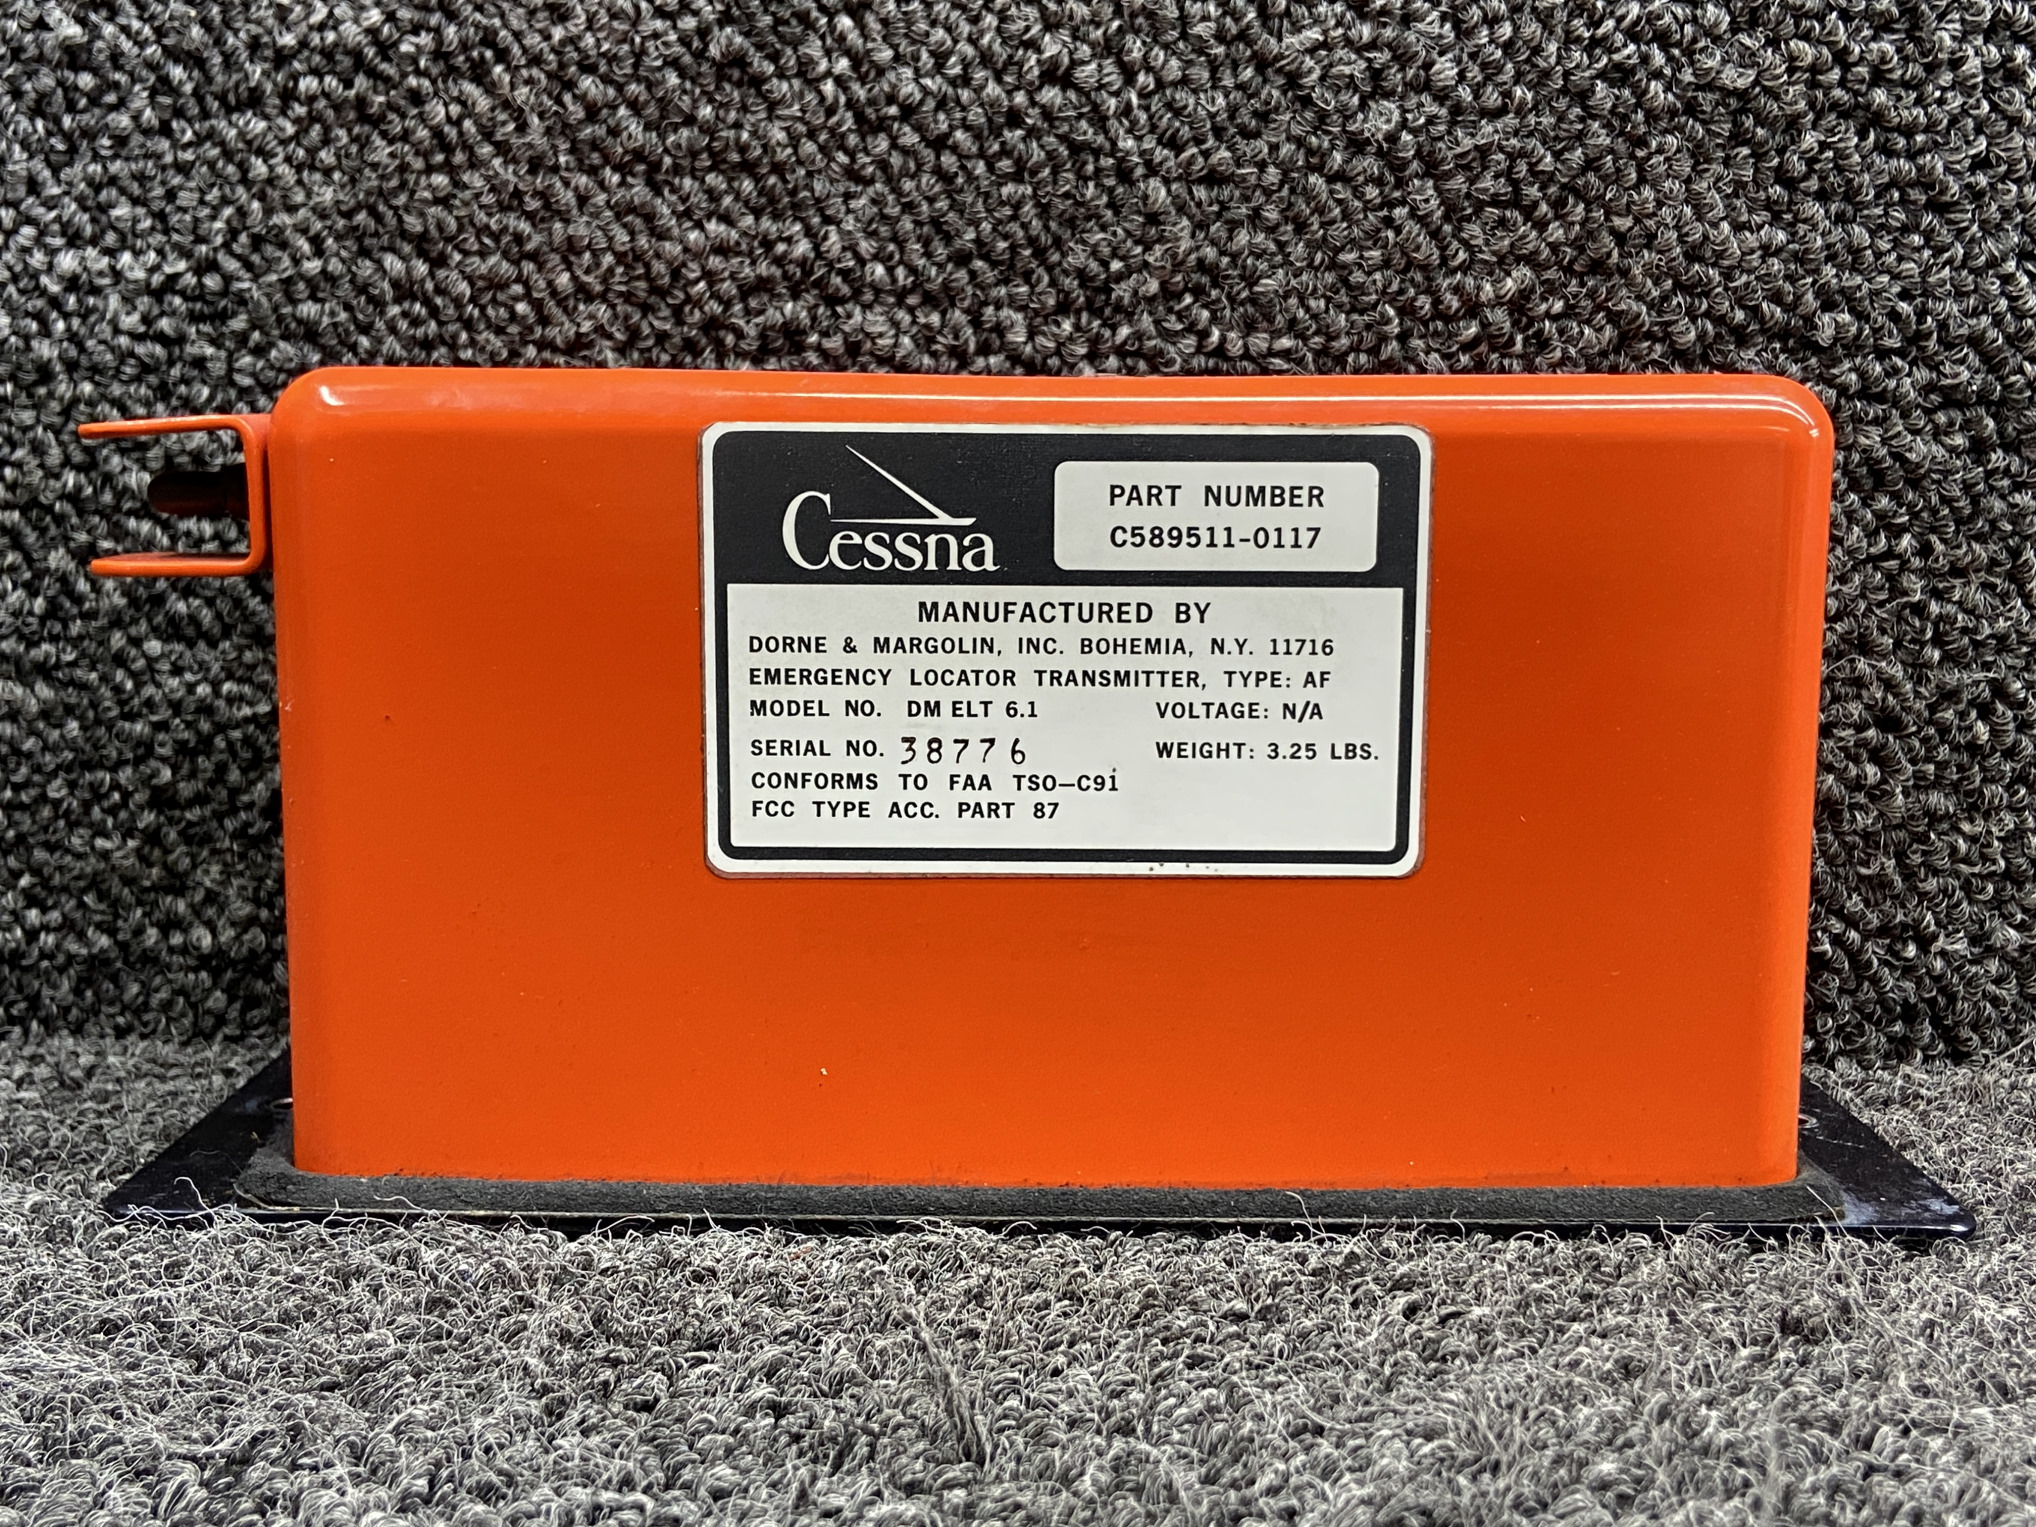 Cessna
PART NUMBER
C589511-0117
MANUFACTURED BY
DORNE & MARGOLIN, INC. BOHEMIA, N.Y. 11716
EMERGENCY LOCATOR TRANSMITTER, TYPE: AF
MODEL NO. DM ELT 6.1 VOLTAGE: N/A
SERIAL NO. 38776 WEIGHT: 3.25 LBS.
CONFORMS TO FAA TSO-C91
FCC TYPE ACC. PART 87